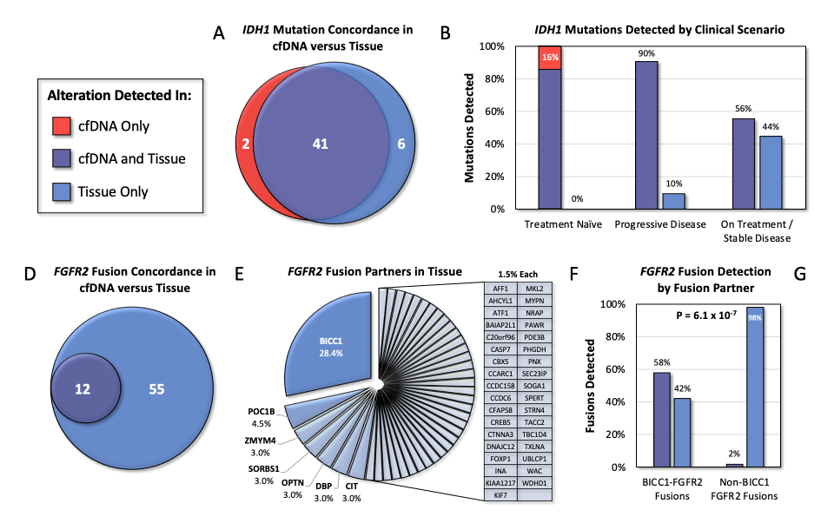 A
IDH1 Mutation Concordance in
cfDNA versus Tissue
Alteration Detected In:
cfDNA Only
cfDNA and Tissue
Tissue Only
2
41
6
B
IDH1 Mutations Detected by Clinical Scenario
Mutations Detected
100%
80%
60%
40%
20%
0%
16%
0%
90%
10%
56%
44%
Treatment Naïve
Progressive Disease
On Treatment /
Stable Disease
D
FGFR2 Fusion Concordance in
cfDNA versus Tissue
12
55
E
FGFR2 Fusion Partners in Tissue
BICC1
28.4%
POC1B
4.5%
ZMYM4
3.0%
SORBS1
3.0%
OPTN
3.0%
DBP
3.0%
CIT
3.0%
1.5% Each
AFF1 MKL2
AHCYL1 MYPN
ATF1 NRAP
BAIAP2L1 PAWR
C20orf96 PDE3B
CASP7 PHGDH
CBX5 PNX
CCARC1 SEC23IP
CCDC158 SOGA1
CCDC6 SPERT
CFAP58 STRN4
CREB5 TACC2
CTNNA3 TBC1D4
DNAJC12 TXLNA
FOXP1 UBLCP1
INA WAC
KIAA1217 WDHD1
KIF7
F
FGFR2 Fusion Detection
by Fusion Partner
Fusions Detected
100%
80%
60%
40%
20%
0%
P = 6.1 x 10⁻⁷
58%
42%
2%
98%
BICC1-FGFR2
Fusions
Non-BICC1
FGFR2 Fusions
G